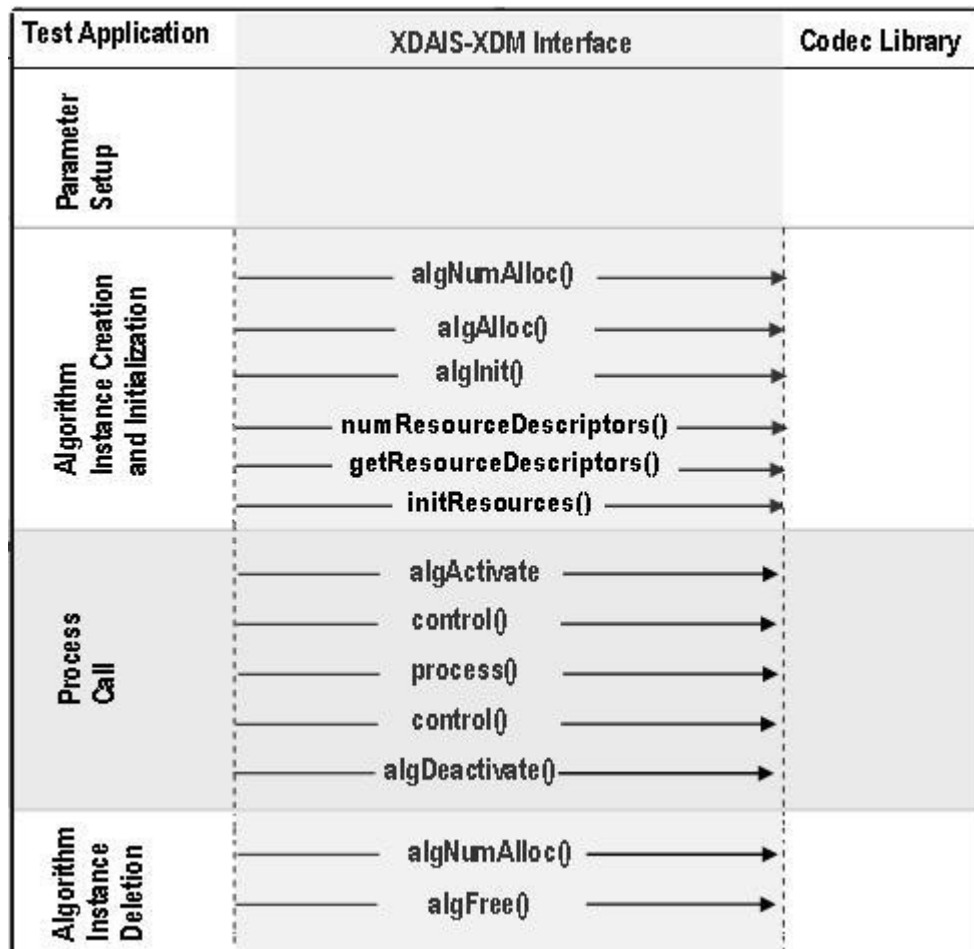 Test Application
XDAIS-XDM Interface
Codec Library
Parameter
Setup
Algorithm
Instance Creation
and Initialization
algNumAlloc()
algAlloc()
algInit()
numResourceDescriptors()
getResourceDescriptors()
initResources()
Process
Call
algActivate
control()
process()
control()
algDeactivate()
Algorithm
Instance
Deletion
algNumAlloc()
algFree()